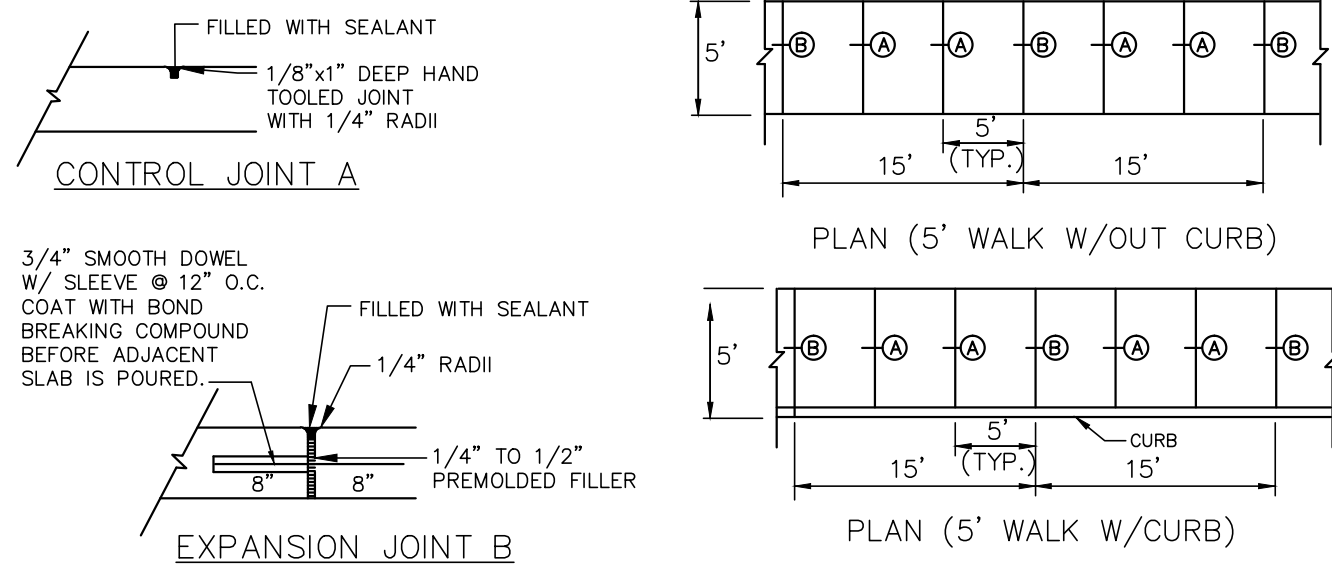 FILLED WITH SEALANT
1/8"x1" DEEP HAND
TOOLED JOINT
WITH 1/4" RADII
CONTROL JOINT A
3/4" SMOOTH DOWEL
W/ SLEEVE @ 12" O.C.
COAT WITH BOND
BREAKING COMPOUND
BEFORE ADJACENT
SLAB IS POURED.
FILLED WITH SEALANT
1/4" RADII
1/4" TO 1/2"
PREMOLDED FILLER
8" 8"
EXPANSION JOINT B
5'
B A A B A A B
5'
(TYP.)
15' 15'
PLAN (5' WALK W/OUT CURB)
5'
B A A B A A B
5'
(TYP.)
CURB
15' 15'
PLAN (5' WALK W/CURB)